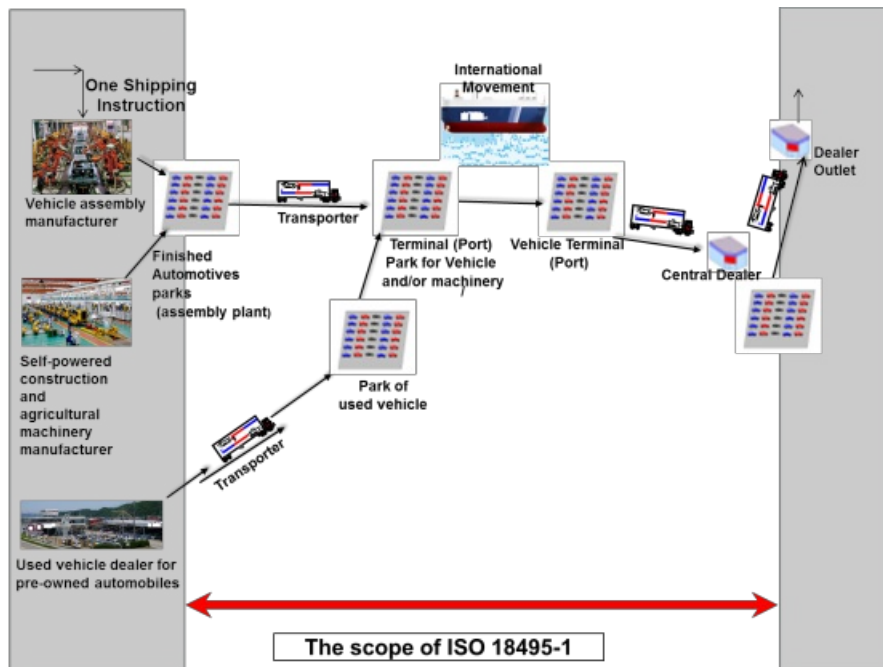 One Shipping
Instruction
International
Movement
Vehicle assembly
manufacturer
Transporter
Finished
Automotives
parks
(assembly plant)
Terminal (Port)
Park for Vehicle
and/or machinery
Vehicle Terminal
(Port)
Central Dealer
Dealer
Outlet
Self-powered
construction
and
agricultural
machinery
manufacturer
Park of
used vehicle
Transporter
Used vehicle dealer for
pre-owned automobiles
The scope of ISO 18495-1